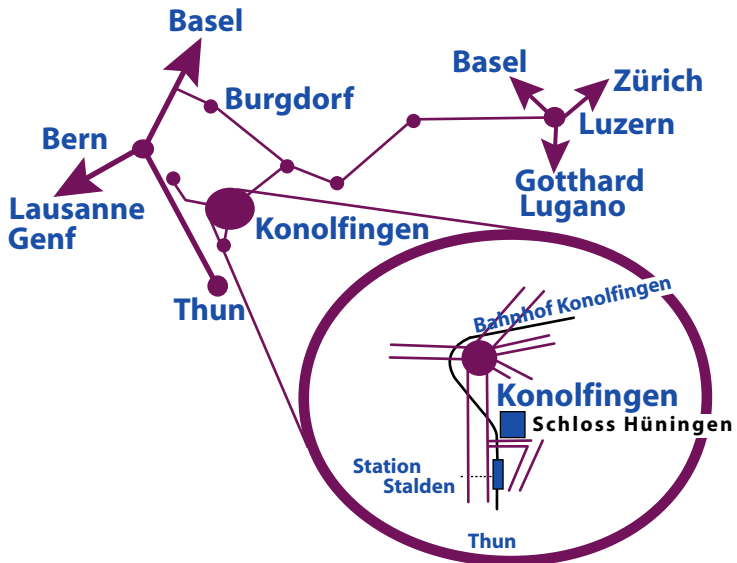 Basel
Burgdorf
Bern
Lausanne
Genf
Konolfingen
Thun
Basel
Zürich
Luzern
Gotthard
Lugano
Bahnhof Konolfingen
Konolfingen
Schloss Hüningen
Station
Stalden
Thun